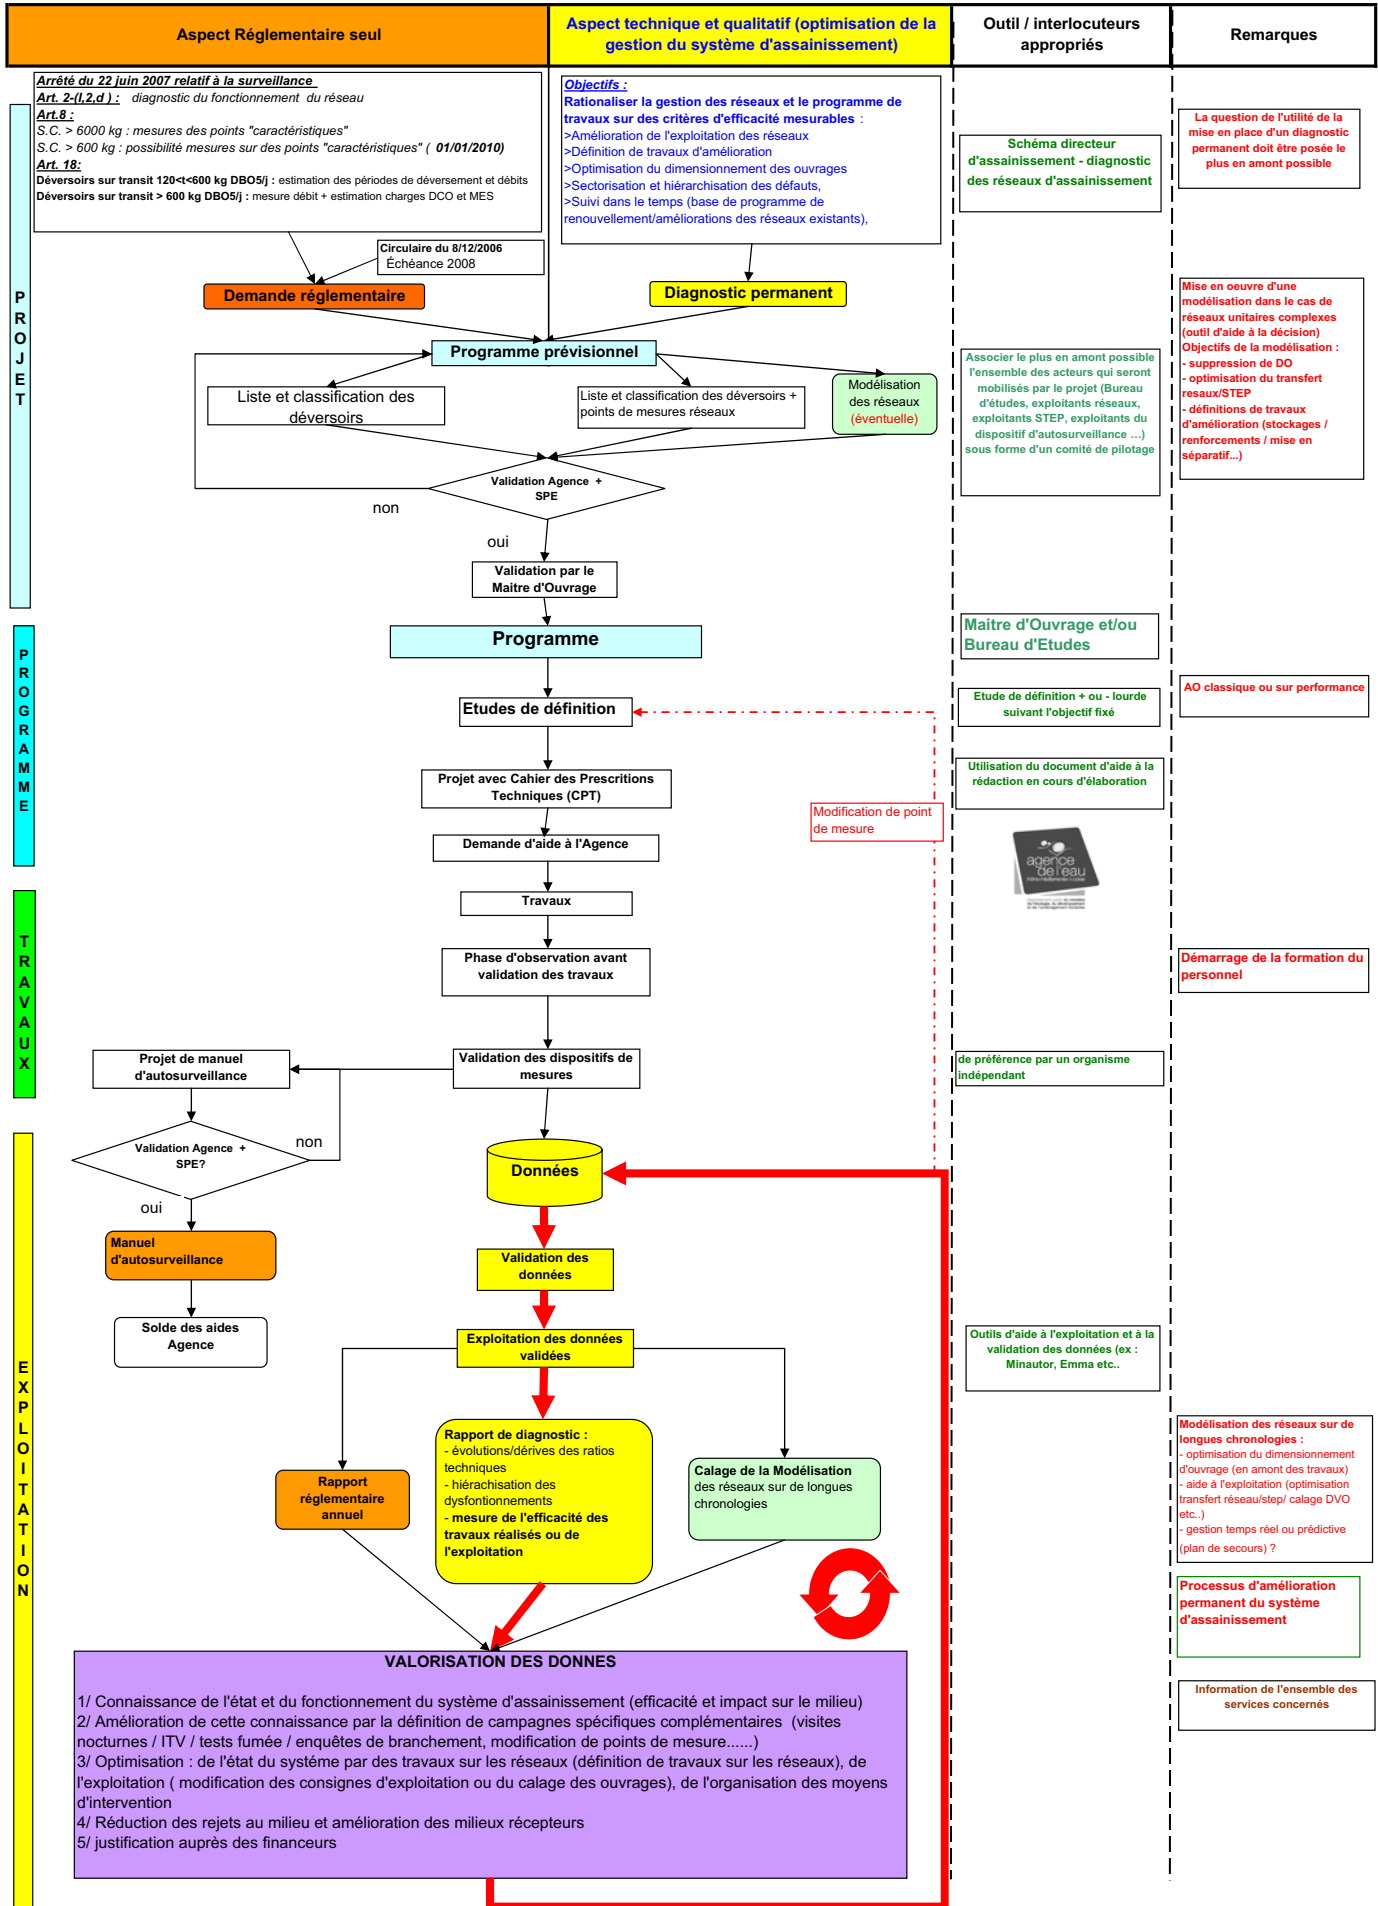 Aspect Réglementaire seul
Aspect technique et qualitatif (optimisation de la
gestion du système d'assainissement)
Outil / interlocuteurs
appropriés
Remarques
Arrêté du 22 juin 2007 relatif à la surveillance
Art. 2-(I,2,d ) : diagnostic du fonctionnement du réseau
Art.8 :
S.C. > 6000 kg : mesures des points "caractéristiques"
S.C. > 600 kg : possibilité mesures sur des points "caractéristiques" ( 01/01/2010)
Art. 18:
Déversoirs sur transit 120<t<600 kg DBO5/j : estimation des périodes de déversement et débits
Déversoirs sur transit > 600 kg DBO5/j : mesure débit + estimation charges DCO et MES
Objectifs :
Rationaliser la gestion des réseaux et le programme de
travaux sur des critères d'efficacité mesurables :
>Amélioration de l'exploitation des réseaux
>Définition de travaux d'amélioration
>Optimisation du dimensionnement des ouvrages
>Sectorisation et hiérarchisation des défauts,
>Suivi dans le temps (base de programme de
renouvellement/améliorations des réseaux existants),
Schéma directeur
d'assainissement - diagnostic
des réseaux d'assainissement
La question de l'utilité de la
mise en place d'un diagnostic
permanent doit être posée le
plus en amont possible
Circulaire du 8/12/2006
Échéance 2008
PROJET
Demande réglementaire
Diagnostic permanent
Mise en oeuvre d'une
modélisation dans le cas de
réseaux unitaires complexes
(outil d'aide à la décision)
Objectifs de la modélisation :
- suppression de DO
- optimisation du transfert
resaux/STEP
- définitions de travaux
d'amélioration (stockages /
renforcements / mise en
séparatif...)
Programme prévisionnel
Liste et classification des
déversoirs
Liste et classification des déversoirs +
points de mesures réseaux
Modélisation
des réseaux
(éventuelle)
Associer le plus en amont possible
l'ensemble des acteurs qui seront
mobilisés par le projet (Bureau
d'études, exploitants réseaux,
exploitants STEP, exploitants du
dispositif d'autosurveillance ...)
sous forme d'un comité de pilotage
Validation Agence +
SPE
non
oui
Validation par le
Maitre d'Ouvrage
PROGRAMME
Programme
Maitre d'Ouvrage et/ou
Bureau d'Etudes
Etudes de définition
Etude de définition + ou - lourde
suivant l'objectif fixé
AO classique ou sur performance
Projet avec Cahier des Prescritions
Techniques (CPT)
Utilisation du document d'aide à la
rédaction en cours d'élaboration
Modification de point
de mesure
Demande d'aide à l'Agence
agence
de l'eau
TRAVAUX
Travaux
Phase d'observation avant
validation des travaux
Démarrage de la formation du
personnel
Projet de manuel
d'autosurveillance
Validation des dispositifs de
mesures
de préférence par un organisme
indépendant
EXPLOITATION
Validation Agence +
SPE?
non
oui
Données
Manuel
d'autosurveillance
Validation des
données
Solde des aides
Agence
Exploitation des données
validées
Outils d'aide à l'exploitation et à la
validation des données (ex :
Minautor, Emma etc..
Rapport
réglementaire
annuel
Rapport de diagnostic :
- évolutions/dérives des ratios
techniques
- hiérachisation des
dysfontionnements
- mesure de l'efficacité des
travaux réalisés ou de
l'exploitation
Calage de la Modélisation
des réseaux sur de longues
chronologies
Modélisation des réseaux sur de
longues chronologies :
- optimisation du dimensionnement
d'ouvrage (en amont des travaux)
- aide à l'exploitation (optimisation
transfert réseau/step/ calage DVO
etc..)
- gestion temps réel ou prédictive
(plan de secours) ?
Processus d'amélioration
permanent du système
d'assainissement
Information de l'ensemble des
services concernés
VALORISATION DES DONNES
1/ Connaissance de l'état et du fonctionnement du système d'assainissement (efficacité et impact sur le milieu)
2/ Amélioration de cette connaissance par la définition de campagnes spécifiques complémentaires (visites
nocturnes / ITV / tests fumée / enquêtes de branchement, modification de points de mesure......)
3/ Optimisation : de l'état du systéme par des travaux sur les réseaux (définition de travaux sur les réseaux), de
l'exploitation ( modification des consignes d'exploitation ou du calage des ouvrages), de l'organisation des moyens
d'intervention
4/ Réduction des rejets au milieu et amélioration des milieux récepteurs
5/ justification auprès des financeurs